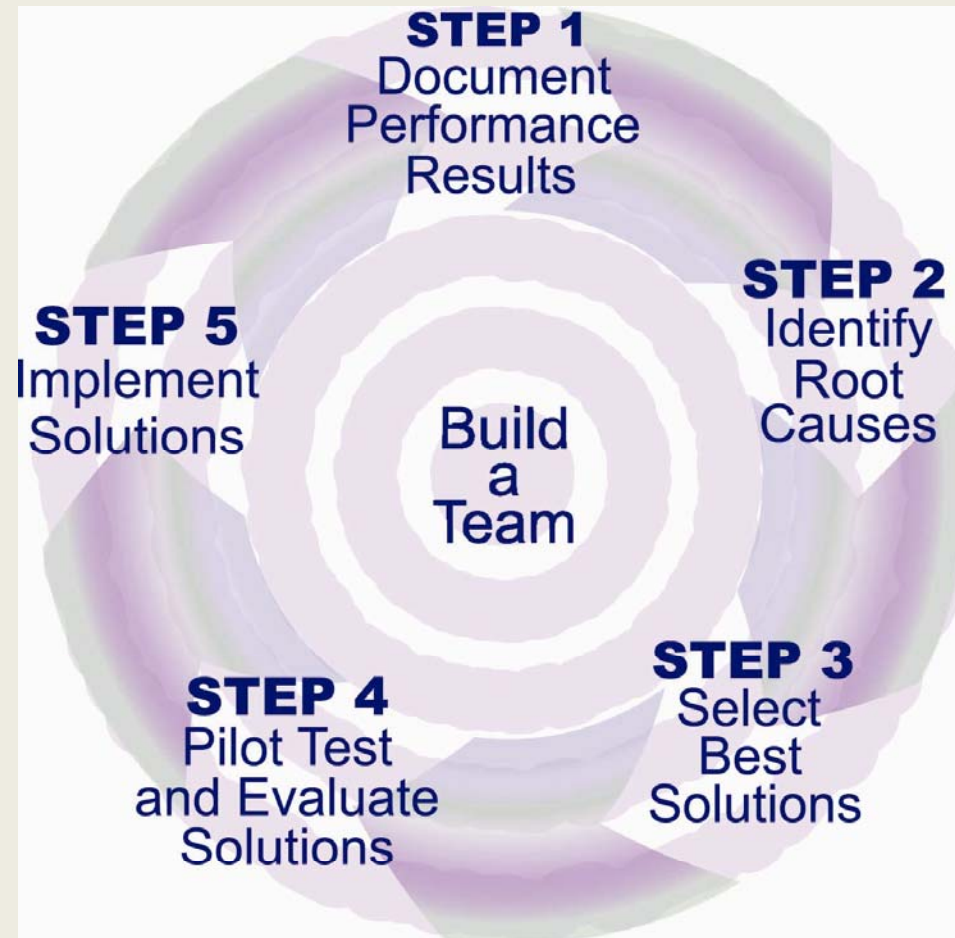 STEP 1
Document
Performance
Results
STEP 2
Identify
Root
Causes
STEP 3
Select
Best
Solutions
STEP 4
Pilot Test
and Evaluate
Solutions
STEP 5
Implement
Solutions
Build
a
Team